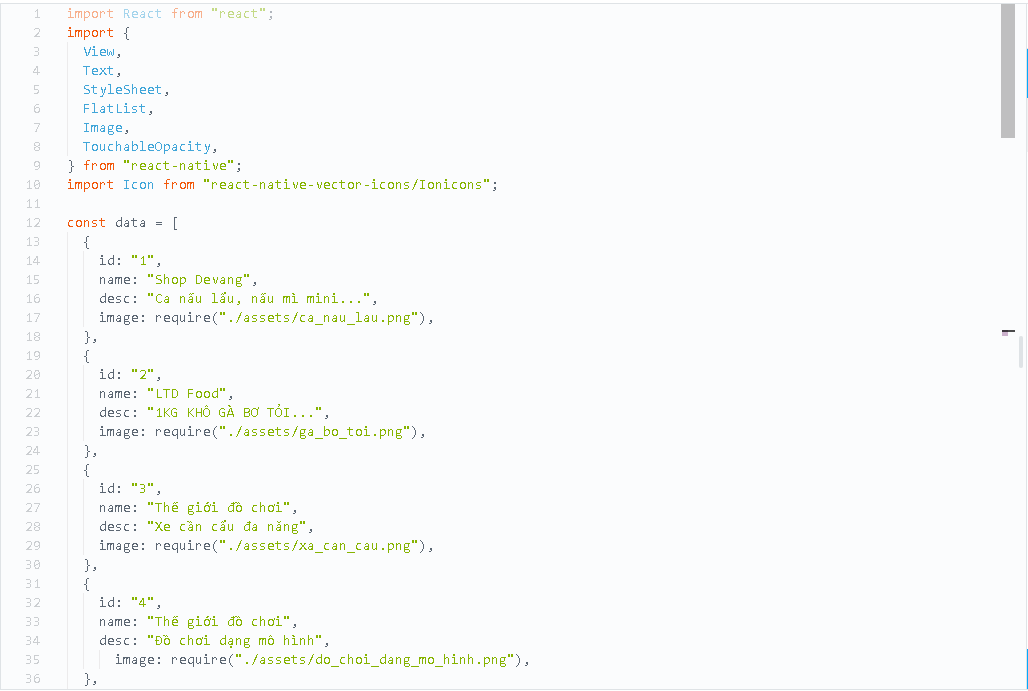 1 import React from "react";
2 import {
3 View,
4 Text,
5 StyleSheet,
6 FlatList,
7 Image,
8 TouchableOpacity,
9 } from "react-native";
10 import Icon from "react-native-vector-icons/Ionicons";
11
12 const data = [
13 {
14 id: "1",
15 name: "Shop Devang",
16 desc: "Ca nấu lẩu, nấu mì mini...",
17 image: require("./assets/ca_nau_lau.png"),
18 },
19 {
20 id: "2",
21 name: "LTD Food",
22 desc: "1KG KHÔ GÀ BƠ TỎI...",
23 image: require("./assets/ga_bo_toi.png"),
24 },
25 {
26 id: "3",
27 name: "Thế giới đồ chơi",
28 desc: "Xe cần cẩu đa năng",
29 image: require("./assets/xa_can_cau.png"),
30 },
31 {
32 id: "4",
33 name: "Thế giới đồ chơi",
34 desc: "Đồ chơi dạng mô hình",
35 image: require("./assets/do_choi_dang_mo_hinh.png"),
36 },